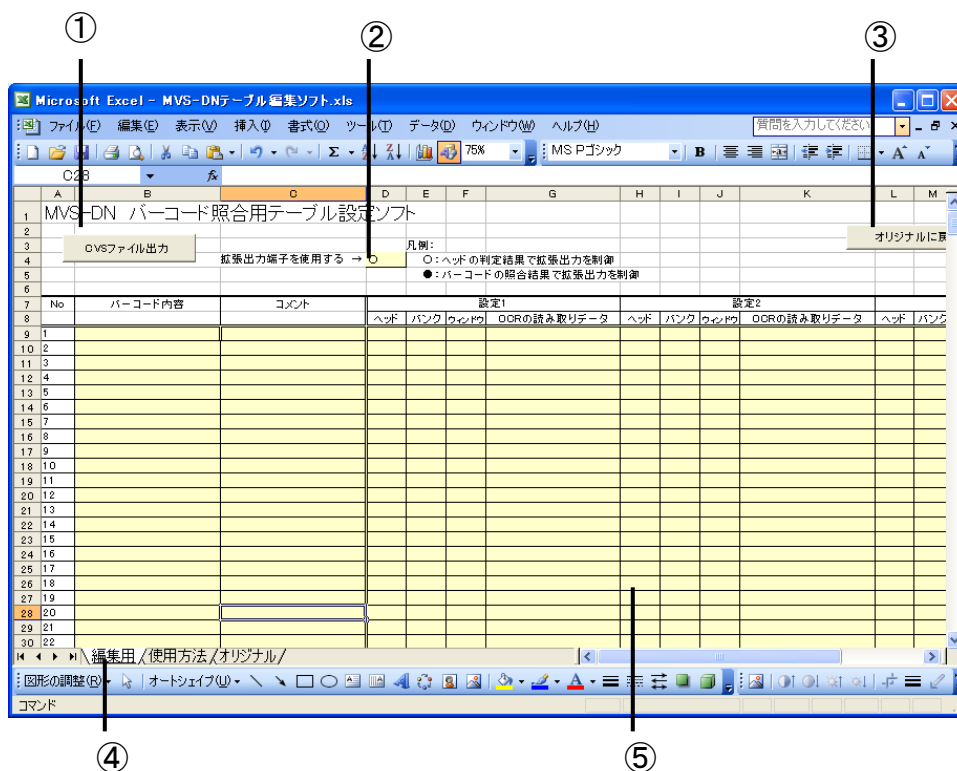 ① ② ③
Microsoft Excel - MVS-DNテーブル編集ソフト.xls
ファイル(F) 編集(E) 表示(V) 挿入(I) 書式(O) ツール(T) データ(D) ウィンドウ(W) ヘルプ(H) 質問を入力してください
75% MS Pゴシック B A A
C28 fx
A B C D E F G H I J K L M
1 MVS-DN バーコード照合用テーブル設定ソフト
2
3 CVSファイル出力 凡例: オリジナルに戻
4 拡張出力端子を使用する → ○ ○:ヘッドの判定結果で拡張出力を制御
5 ●:バーコードの照合結果で拡張出力を制御
6
7 No バーコード内容 コメント 設定1 設定2
8 ヘッド バンク ウィンドウ OCRの読み取りデータ ヘッド バンク ウィンドウ OCRの読み取りデータ ヘッド バンク
9 1
10 2
11 3
12 4
13 5
14 6
15 7
16 8
17 9
18 10
19 11
20 12
21 13
22 14
23 15
24 16
25 17
26 18
27 19
28 20
29 21
30 22
編集用 使用方法 オリジナル
図形の調整(R) オートシェイプ(U)
コマンド
④ ⑤